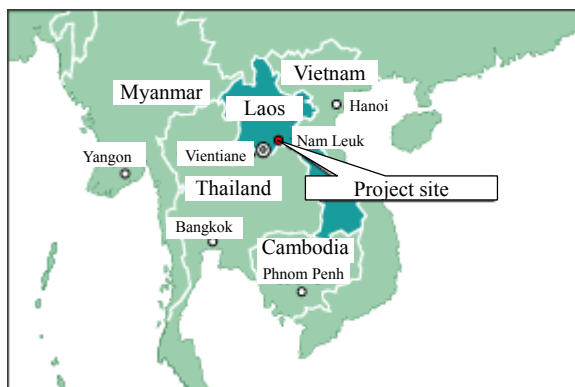 Vietnam
Myanmar
Laos
Hanoi
Nam Leuk
Yangon
Vientiane
Thailand
Project site
Bangkok
Cambodia
Phnom Penh